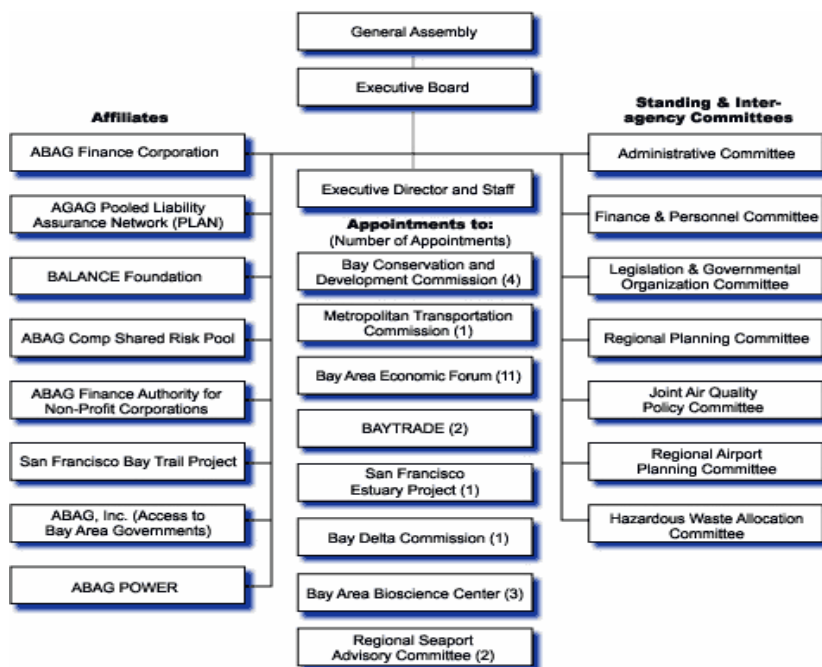 General Assembly
Executive Board
Affiliates
ABAG Finance Corporation
AGAG Pooled Liability
Assurance Network (PLAN)
BALANCE Foundation
ABAG Comp Shared Risk Pool
ABAG Finance Authority for
Non-Profit Corporations
San Francisco Bay Trail Project
ABAG, Inc. (Access to
Bay Area Governments)
ABAG POWER
Executive Director and Staff
Appointments to:
(Number of Appointments)
Bay Conservation and
Development Commission (4)
Metropolitan Transportation
Commission (1)
Bay Area Economic Forum (11)
BAYTRADE (2)
San Francisco
Estuary Project (1)
Bay Delta Commission (1)
Bay Area Bioscience Center (3)
Regional Seaport
Advisory Committee (2)
Standing & Inter-
agency Committees
Administrative Committee
Finance & Personnel Committee
Legislation & Governmental
Organization Committee
Regional Planning Committee
Joint Air Quality
Policy Committee
Regional Airport
Planning Committee
Hazardous Waste Allocation
Committee